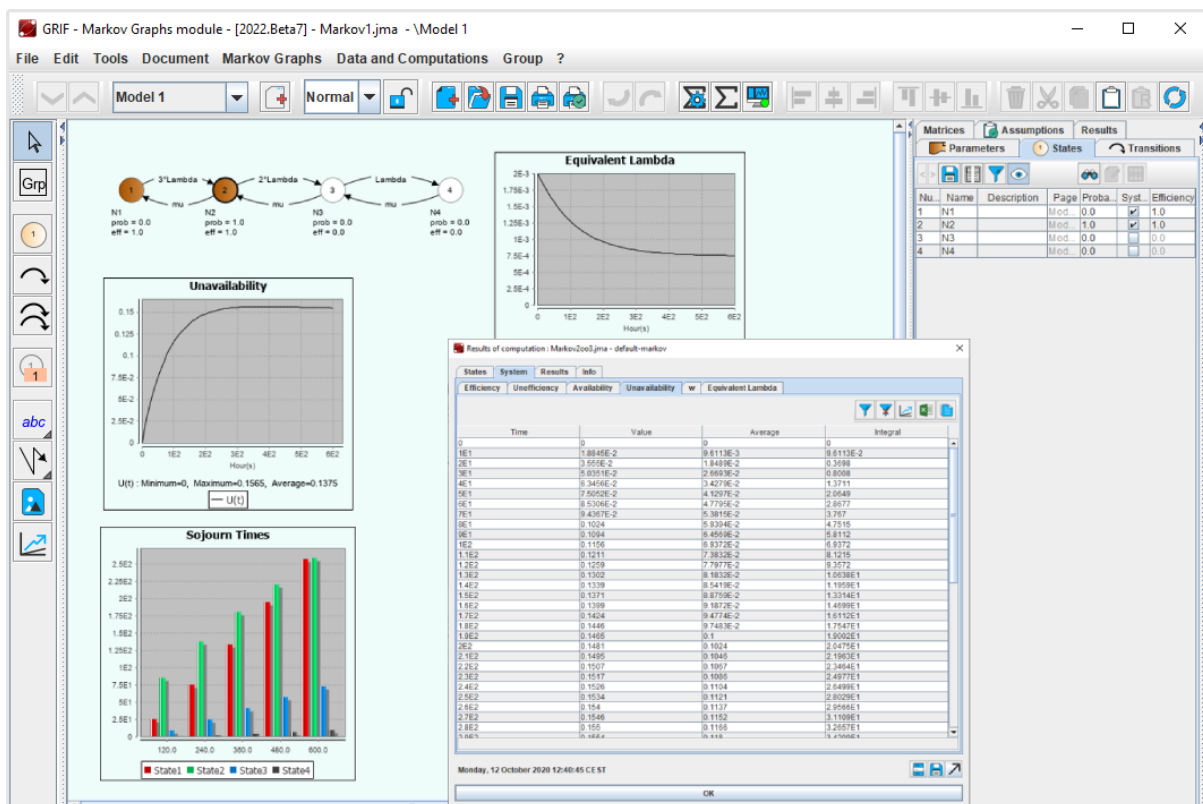 GRIF - Markov Graphs module - [2022.Beta7] - Markov1.jma - \Model 1
File Edit Tools Document Markov Graphs Data and Computations Group ?
Model 1 Normal
Grp
1
1
1
abc
3*Lambda 2*Lambda Lambda
1 2 3 4
mu mu mu
N1 N2 N3 N4
prob = 0.0 prob = 1.0 prob = 0.0 prob = 0.0
eff = 1.0 eff = 1.0 eff = 0.0 eff = 0.0
Equivalent Lambda
2E-3
1.75E-3
1.5E-3
1.25E-3
1E-3
7.5E-4
5E-4
2.5E-4
0
0 1E2 2E2 3E2 4E2 5E2 6E2
Hour(s)
Unavailability
0.15
0.125
0.1
7.5E-2
5E-2
2.5E-2
0
0 1E2 2E2 3E2 4E2 5E2 6E2
Hour(s)
U(t) : Minimum=0, Maximum=0.1565, Average=0.1375
U(t)
Sojourn Times
2.5E2
2.25E2
2E2
1.75E2
1.5E2
1.25E2
1E2
7.5E1
5E1
2.5E1
0
120.0 240.0 360.0 480.0 600.0
State1 State2 State3 State4
Matrices Assumptions Results
Parameters States Transitions
Nu... Name Description Page Proba... Syst... Efficiency
1 N1 Mod... 0.0 1.0
2 N2 Mod... 1.0 1.0
3 N3 Mod... 0.0 0.0
4 N4 Mod... 0.0 0.0
Results of computation : Markov2oo3.jma - default-markov
States System Results Info
Efficiency Unefficiency Availability Unavailability w Equivalent Lambda
Time Value Average Integral
0 0 0 0
1E1 1.8845E-2 9.6113E-3 9.6113E-2
2E1 3.555E-2 1.8489E-2 0.3698
3E1 5.0351E-2 2.6693E-2 0.8008
4E1 6.3456E-2 3.4279E-2 1.3711
5E1 7.5052E-2 4.1297E-2 2.0649
6E1 8.5306E-2 4.7795E-2 2.8677
7E1 9.4367E-2 5.3815E-2 3.767
8E1 0.1024 5.9394E-2 4.7515
9E1 0.1094 6.4569E-2 5.8112
1E2 0.1156 6.9372E-2 6.9372
1.1E2 0.1211 7.3832E-2 8.1215
1.2E2 0.1259 7.7977E-2 9.3572
1.3E2 0.1302 8.1832E-2 1.0638E1
1.4E2 0.1339 8.5419E-2 1.1959E1
1.5E2 0.1371 8.8759E-2 1.3314E1
1.6E2 0.1399 9.1872E-2 1.4699E1
1.7E2 0.1424 9.4774E-2 1.6112E1
1.8E2 0.1446 9.7483E-2 1.7547E1
1.9E2 0.1465 0.1 1.9002E1
2E2 0.1481 0.1024 2.0475E1
2.1E2 0.1495 0.1046 2.1963E1
2.2E2 0.1507 0.1067 2.3464E1
2.3E2 0.1517 0.1086 2.4977E1
2.4E2 0.1526 0.1104 2.6499E1
2.5E2 0.1534 0.1121 2.8029E1
2.6E2 0.154 0.1137 2.9566E1
2.7E2 0.1546 0.1152 3.1109E1
2.8E2 0.155 0.1166 3.2657E1
Monday, 12 October 2020 12:40:45 CEST
OK